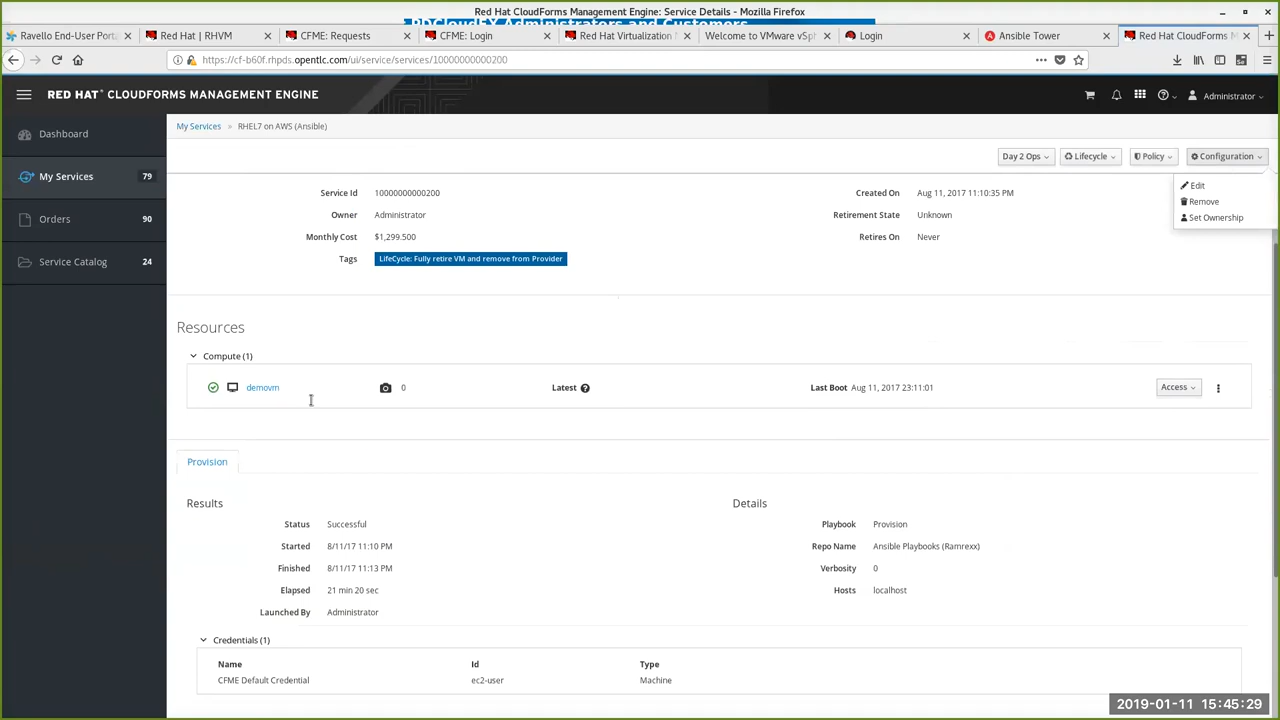 Red Hat CloudForms Management Engine: Service Details - Mozilla Firefox
RDCloudFX Administrators and Customers
Ravello End-User Port
Red Hat | RHVM
CFME: Requests
CFME: Login
Red Hat Virtualization
Welcome to VMware vSph
Login
Ansible Tower
Red Hat CloudForms M
https://cf-b60f.rhpds.opentlc.com/ui/service/services/10000000000200
RED HAT® CLOUDFORMS MANAGEMENT ENGINE
Administrator
Dashboard
My Services 79
Orders 90
Service Catalog 24
My Services » RHEL7 on AWS (Ansible)
Day 2 Ops
Lifecycle
Policy
Configuration
Edit
Remove
Set Ownership
Service Id 10000000000200
Created On Aug 11, 2017 11:10:35 PM
Owner Administrator
Retirement State Unknown
Monthly Cost $1,299.500
Retires On Never
Tags LifeCycle: Fully retire VM and remove from Provider
Resources
Compute (1)
demovm 0 Latest Last Boot Aug 11, 2017 23:11:01 Access
Provision
Results
Status Successful
Started 8/11/17 11:10 PM
Finished 8/11/17 11:13 PM
Elapsed 21 min 20 sec
Launched By Administrator
Details
Playbook Provision
Repo Name Ansible Playbooks (Ramrexx)
Verbosity 0
Hosts localhost
Credentials (1)
Name Id Type
CFME Default Credential ec2-user Machine
2019-01-11 15:45:29